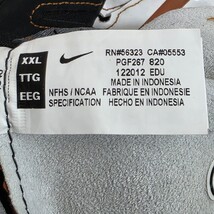 XXL
TTG
EEG
RN#56323 CA#05553
PGF267 820
122012 EDU
MADE IN INDONESIA
NFHS / NCAA FABRIQUE EN INDONESIE
SPECIFICATION HECHO EN INDONESIA